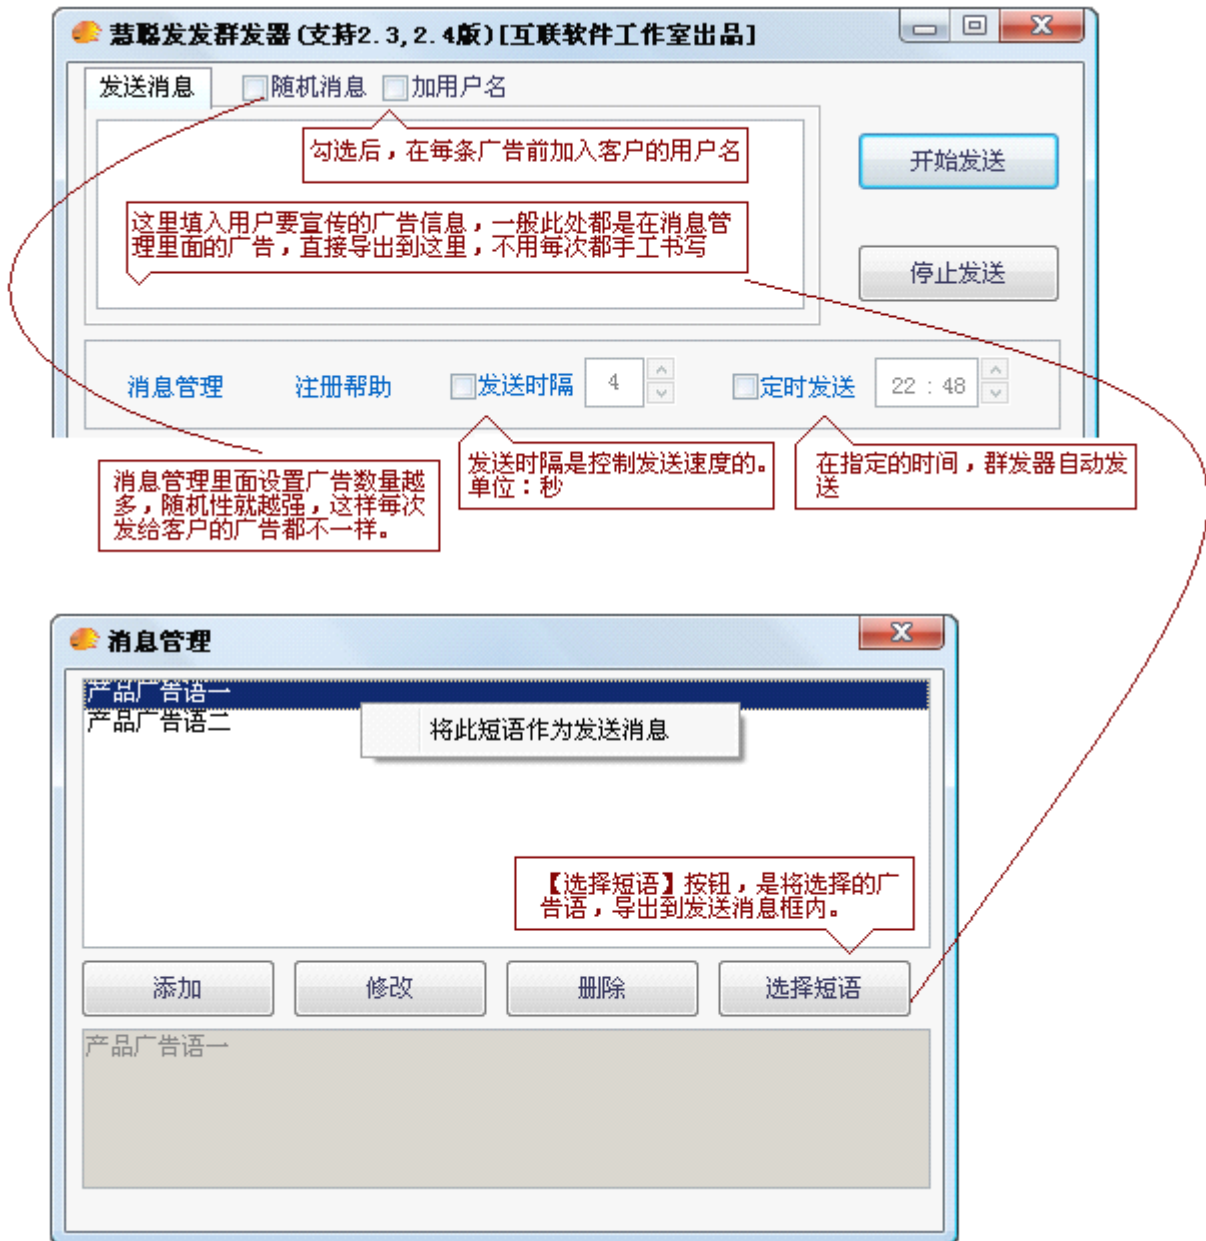 慧聪发发群发器(支持2.3,2.4版)[互联软件工作室出品]
发送消息 随机消息 加用户名
勾选后，在每条广告前加入客户的用户名
开始发送
这里填入用户要宣传的广告信息，一般此处都是在消息管
理里面的广告，直接导出到这里，不用每次都手工书写
停止发送
消息管理 注册帮助 发送时隔 4 定时发送 22：48
消息管理里面设置广告数量越
多，随机性就越强，这样每次
发给客户的广告都不一样。
发送时隔是控制发送速度的。
单位：秒
在指定的时间，群发器自动发
送
消息管理
产品广告语一
产品广告语二
将此短语作为发送消息
【选择短语】按钮，是将选择的广
告语，导出到发送消息框内。
添加 修改 删除 选择短语
产品广告语一